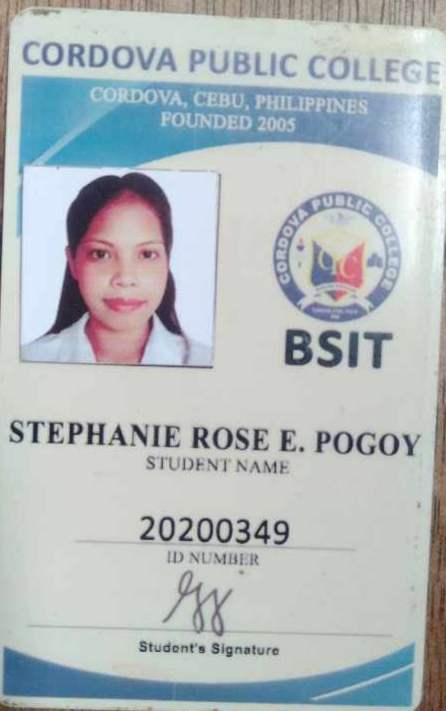 CORDOVA PUBLIC COLLEGE
CORDOVA, CEBU, PHILIPPINES
FOUNDED 2005
CORDOVA PUBLIC COLLEGE
BSIT
STEPHANIE ROSE E. POGOY
STUDENT NAME
20200349
ID NUMBER
Student's Signature